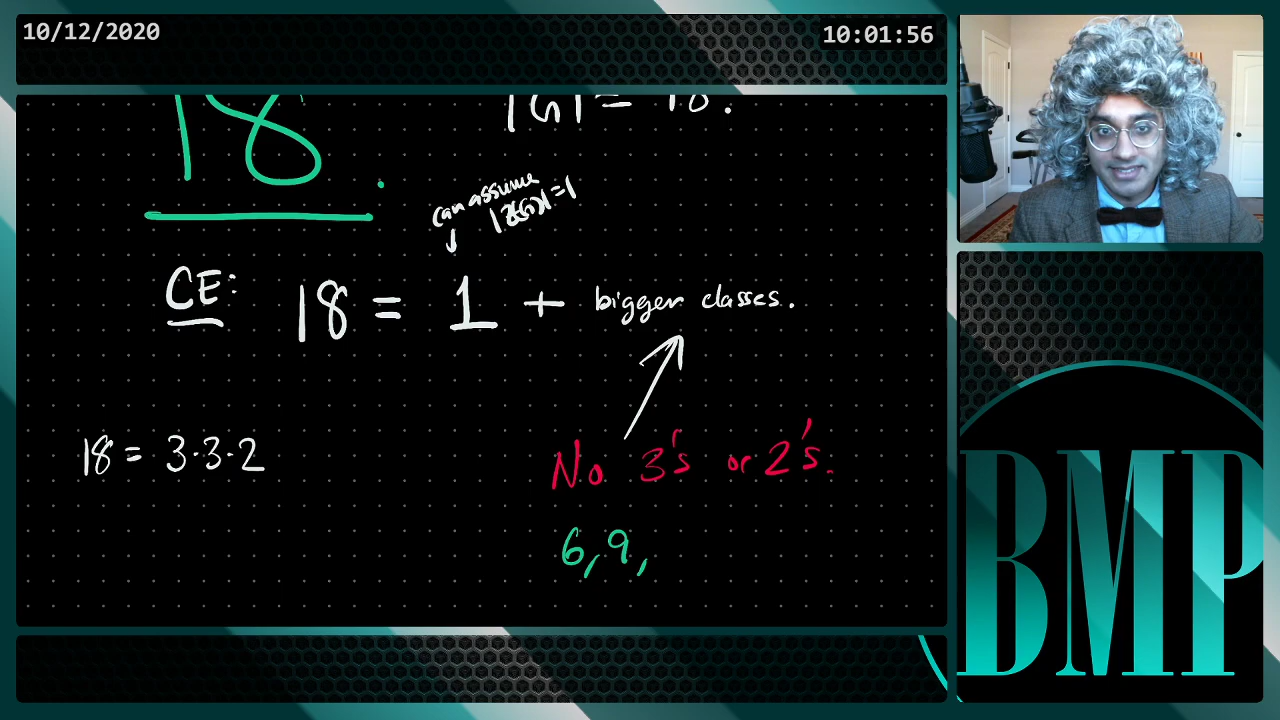 10/12/2020
10:01:56
18.
|G| = 18.
can assume
|Z(G)|=1
CE: 18 = 1 + bigger classes.
18 = 3·3·2
No 3's or 2's.
6, 9,
BMP